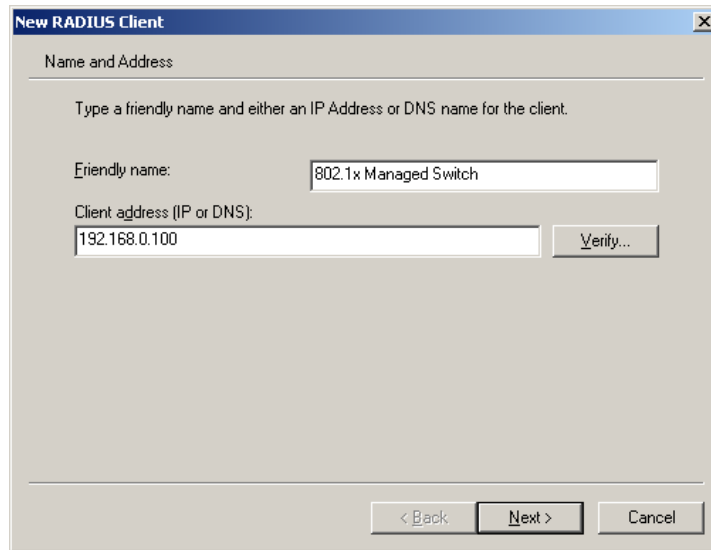 New RADIUS Client
Name and Address
Type a friendly name and either an IP Address or DNS name for the client.
Friendly name:
802.1x Managed Switch
Client address (IP or DNS):
192.168.0.100
Verify...
< Back
Next >
Cancel